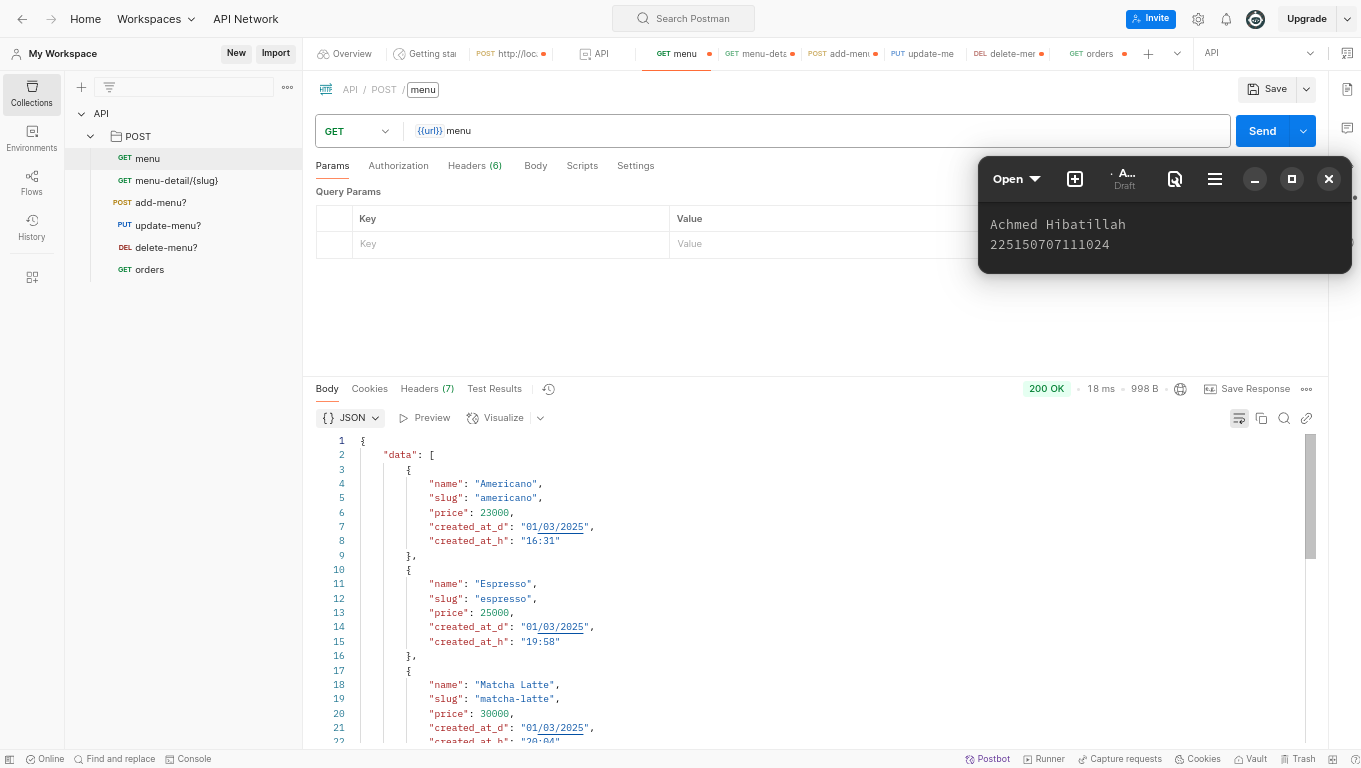 Home Workspaces API Network Search Postman Invite Upgrade
My Workspace New Import Overview Getting star POST http://loc. API GET menu GET menu-deta POST add-menu PUT update-me DEL delete-mer GET orders API
Collections
Environments
Flows
History
API
POST
GET menu
GET menu-detail/{slug}
POST add-menu?
PUT update-menu?
DEL delete-menu?
GET orders
HTTP API / POST / menu Save
GET {{url}} menu Send
Params Authorization Headers (6) Body Scripts Settings
Query Params
Key Value
Key Value
Open A... Draft
Achmed Hibatillah
225150707111024
Body Cookies Headers (7) Test Results 200 OK 18 ms 998 B Save Response
{ } JSON Preview Visualize
1 {
2 "data": [
3 {
4 "name": "Americano",
5 "slug": "americano",
6 "price": 23000,
7 "created_at_d": "01/03/2025",
8 "created_at_h": "16:31"
9 },
10 {
11 "name": "Espresso",
12 "slug": "espresso",
13 "price": 25000,
14 "created_at_d": "01/03/2025",
15 "created_at_h": "19:58"
16 },
17 {
18 "name": "Matcha Latte",
19 "slug": "matcha-latte",
20 "price": 30000,
21 "created_at_d": "01/03/2025",
22 "created_at_h": "20:04"
Online Find and replace Console Postbot Runner Capture requests Cookies Vault Trash